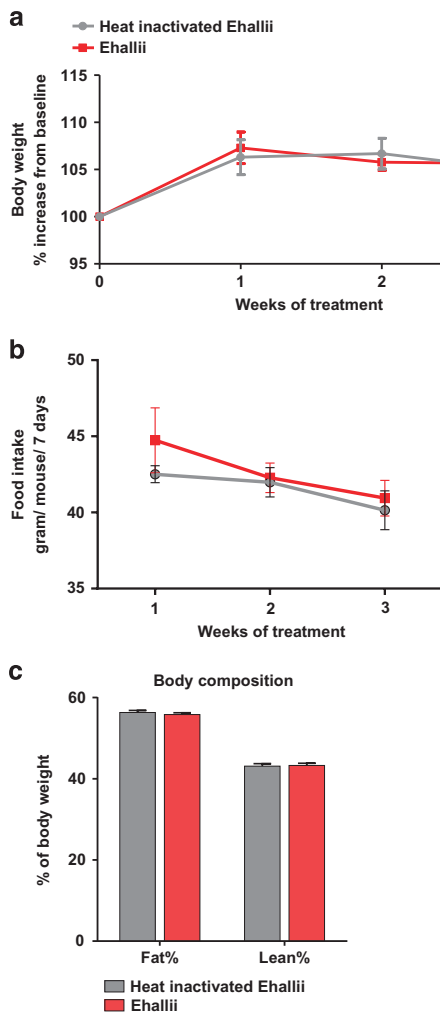 a
Heat inactivated Ehallii
Ehallii
Body weight
% increase from baseline
115
110
105
100
95
0
1
2
Weeks of treatment
b
Food intake
gram/ mouse/ 7 days
50
45
40
35
1
2
3
Weeks of treatment
c
Body composition
% of body weight
60
40
20
0
Fat%
Lean%
Heat inactivated Ehallii
Ehallii